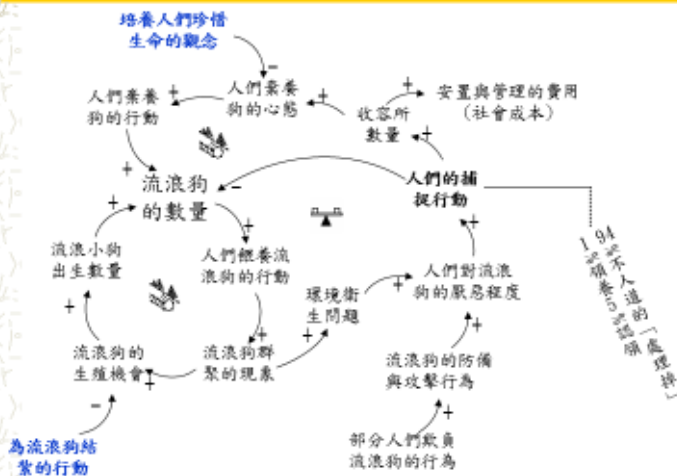 培養人們珍惜
生命的觀念
−
人們棄養
狗的行動
+
人們棄養
狗的心態
+
收容所
數量
+
安置與管理的費用
（社會成本）
+
+
流浪狗
的數量
−
人們的捕
捉行動
+
流浪小狗
出生數量
+
人們餵養流
浪狗的行動
+
環境衛
生問題
+
人們對流浪
狗的厭惡程度
+
94%不人道的「處理掉」
1%領養5%認領
+
流浪狗的
生殖機會
+
流浪狗群
聚的現象
+
+
流浪狗的防備
與攻擊行為
+
−
為流浪狗結
紮的行動
部分人們欺負
流浪狗的行為
+